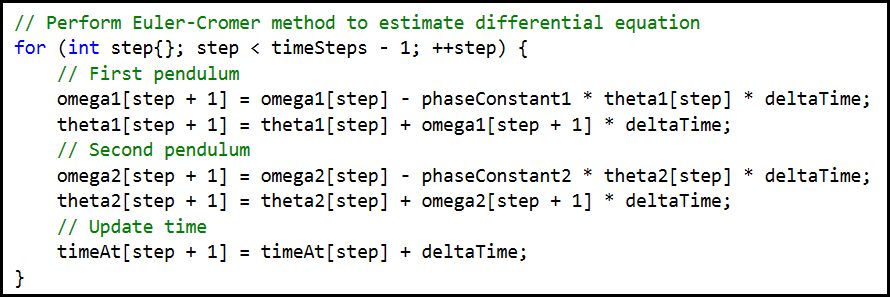 // Perform Euler-Cromer method to estimate differential equation
for (int step{}; step < timeSteps - 1; ++step) {
    // First pendulum
    omega1[step + 1] = omega1[step] - phaseConstant1 * theta1[step] * deltaTime;
    theta1[step + 1] = theta1[step] + omega1[step + 1] * deltaTime;
    // Second pendulum
    omega2[step + 1] = omega2[step] - phaseConstant2 * theta2[step] * deltaTime;
    theta2[step + 1] = theta2[step] + omega2[step + 1] * deltaTime;
    // Update time
    timeAt[step + 1] = timeAt[step] + deltaTime;
}